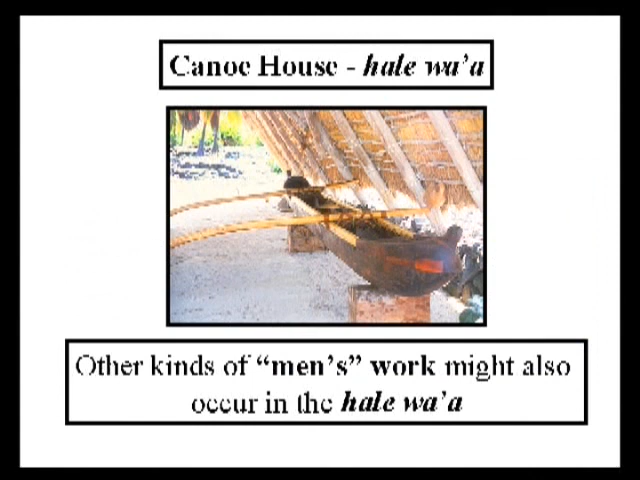 Canoe House - hale wa'a
Other kinds of “men’s” work might also
occur in the hale wa'a